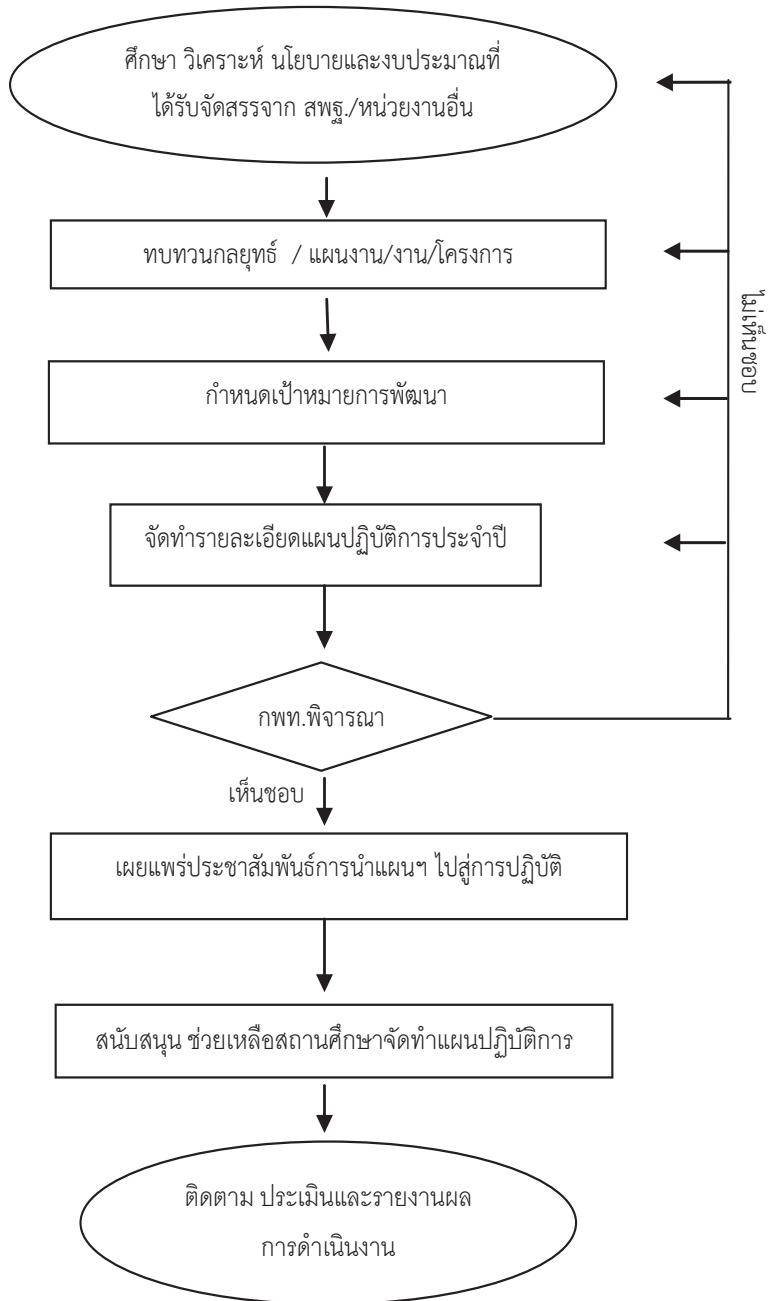 ศึกษา วิเคราะห์ นโยบายและงบประมาณที่
ได้รับจัดสรรจาก สพฐ./หน่วยงานอื่น
ทบทวนกลยุทธ์ / แผนงาน/งาน/โครงการ
กำหนดเป้าหมายการพัฒนา
จัดทำรายละเอียดแผนปฏิบัติการประจำปี
กพท.พิจารณา
ไม่เห็นชอบ
เห็นชอบ
เผยแพร่ประชาสัมพันธ์การนำแผนฯ ไปสู่การปฏิบัติ
สนับสนุน ช่วยเหลือสถานศึกษาจัดทำแผนปฏิบัติการ
ติดตาม ประเมินและรายงานผล
การดำเนินงาน